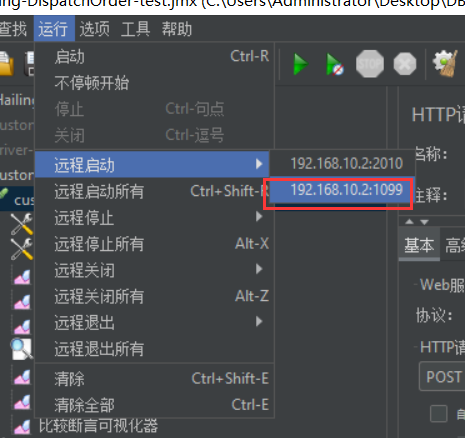 ng-DispatchOrder-test.jmx (C:\Users\Administrator\Desktop\DB
查找 运行 选项 工具 帮助
启动 Ctrl-R
不停顿开始
停止 Ctrl-句点
关闭 Ctrl-逗号
远程启动
192.168.10.2:2010
192.168.10.2:1099
远程启动所有 Ctrl+Shift-R
远程停止
远程停止所有 Alt-X
远程关闭
远程关闭所有 Alt-Z
远程退出
远程退出所有
清除 Ctrl+Shift-E
清除全部 Ctrl-E
比较断言可视化器
Hailing
custom
river-
custom
cus
STOP
HTTP请
名称:
注释:
基本 高级
Web服
协议:
HTTP请
POST
自